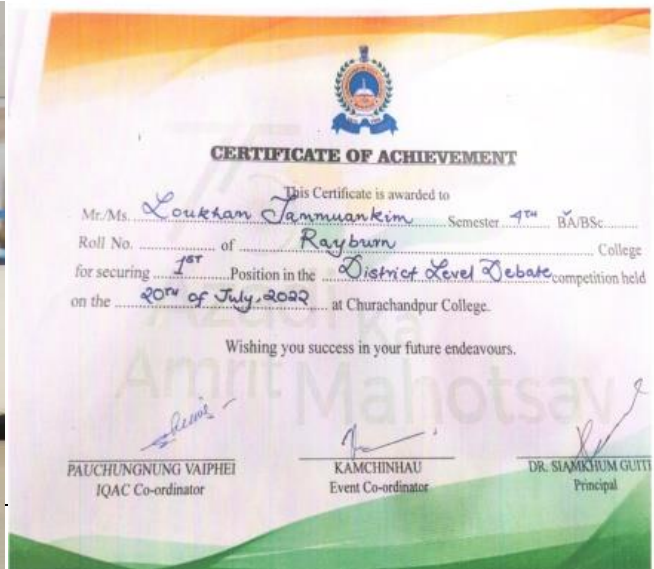 CERTIFICATE OF ACHIEVEMENT
This Certificate is awarded to
Mr/Ms. Loukham Tammuankim Semester 4TH BA/BSc
Roll No. of Rayburn College
for securing 1ST Position in the District Level Debate competition held
on the 20TH of July, 2022 at Churachandpur College.
Wishing you success in your future endeavours.
Azadi Ka
Amrit Mahotsav
PAUCHUNGNUNG VAIPHEI
KAMCHINHAU
DR. SIAMKHUM GUITE
IQAC Co-ordinator
Event Co-ordinator
Principal